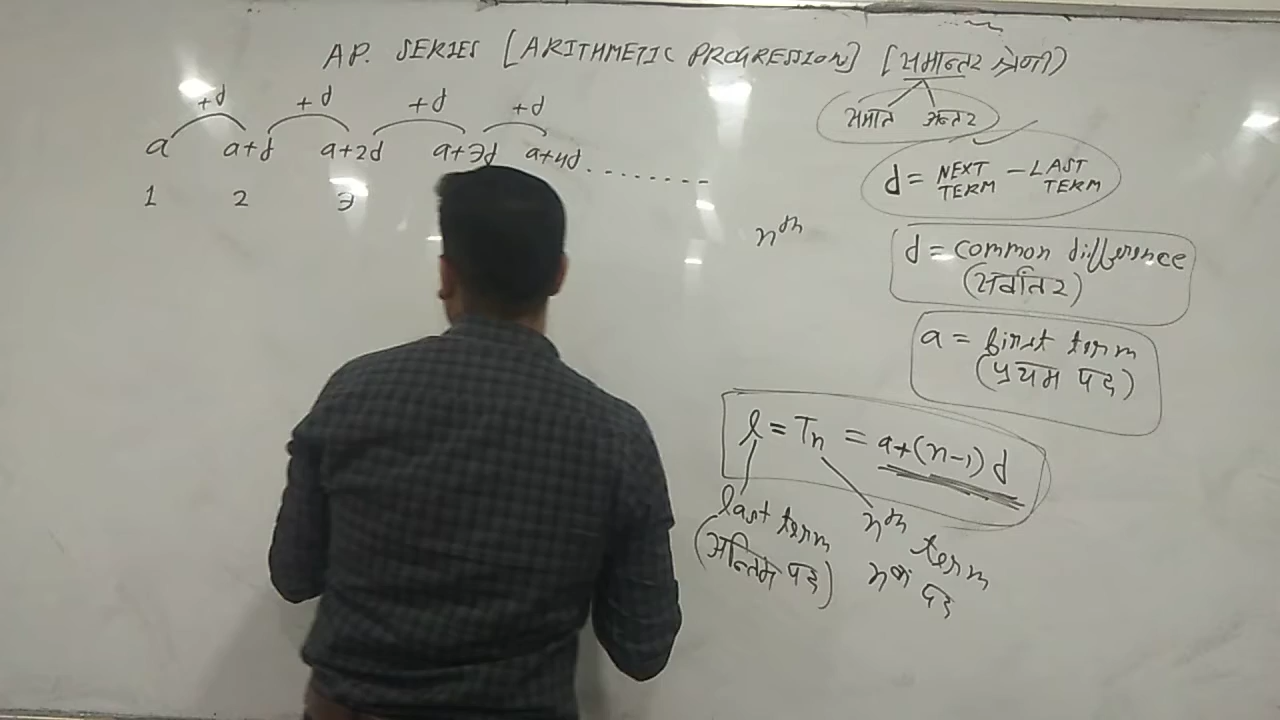 AP. SERIES [ARITHMETIC PROGRESSION] [समान्तर श्रेणी)
समान अन्तर
+d +d +d +d
a a+d a+2d a+3d a+4d ........
1 2 3
d = NEXT TERM - LAST TERM
nth
d = common difference
(सर्वांतर)
a = first term
(प्रथम पद)
l = Tn = a+(n-1) d
last term
(अन्तिम पद)
nth term
nवां पद